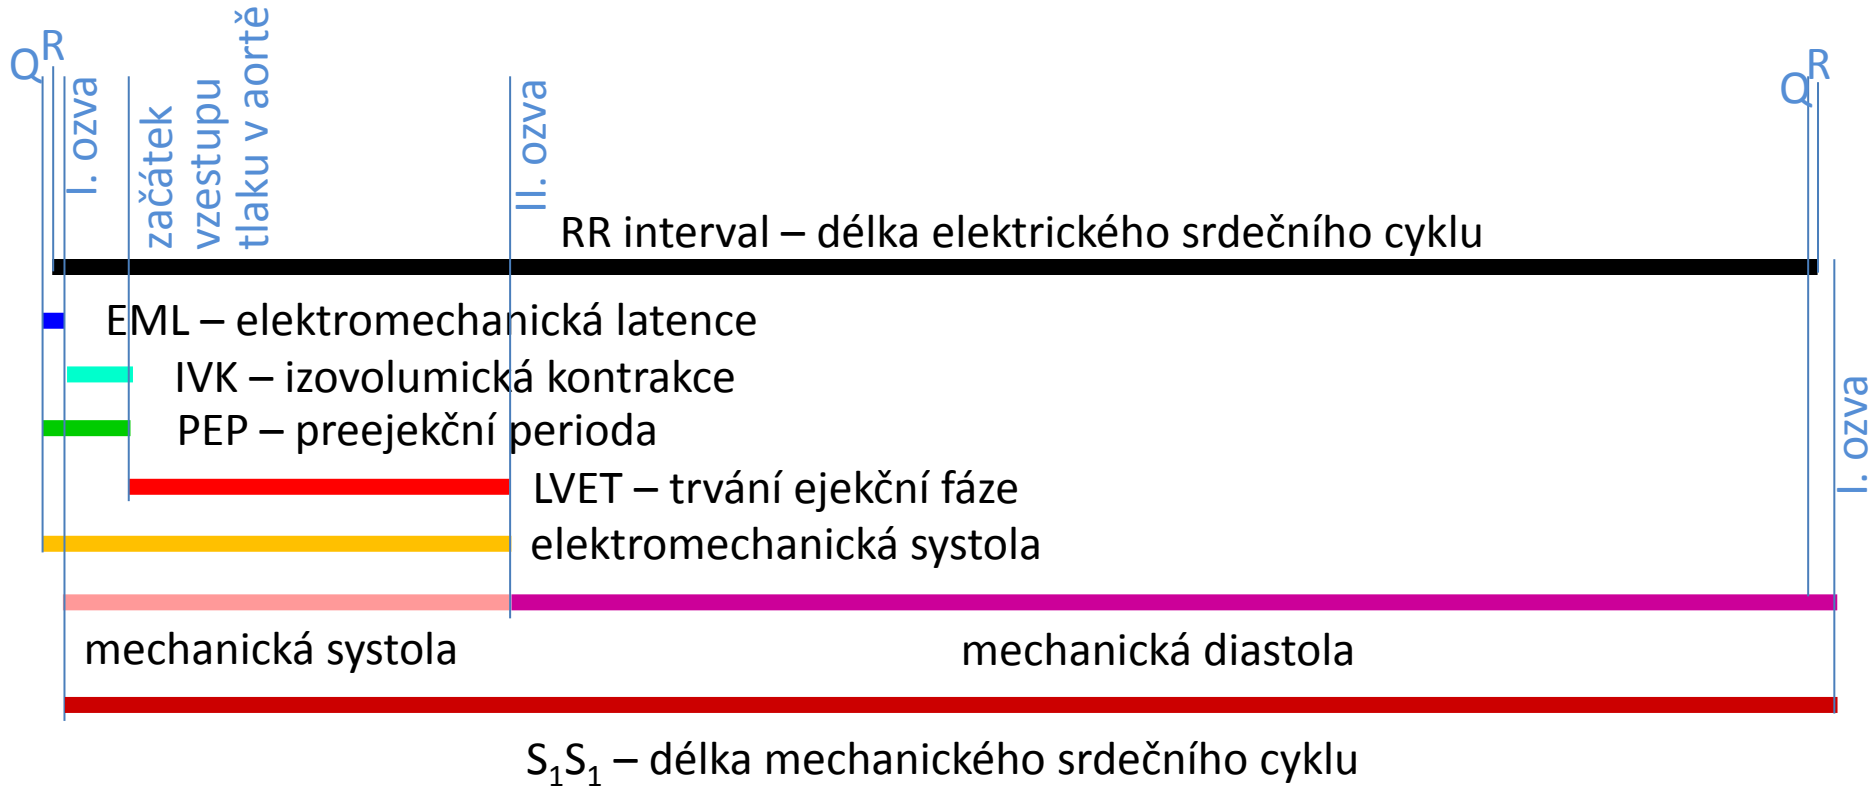 Q
R
I. ozva
začátek
vzestupu
tlaku v aortě
II. ozva
Q
R
RR interval – délka elektrického srdečního cyklu
EML – elektromechanická latence
IVK – izovolumická kontrakce
PEP – preejekční perioda
LVET – trvání ejekční fáze
elektromechanická systola
I. ozva
mechanická systola
mechanická diastola
S₁S₁ – délka mechanického srdečního cyklu